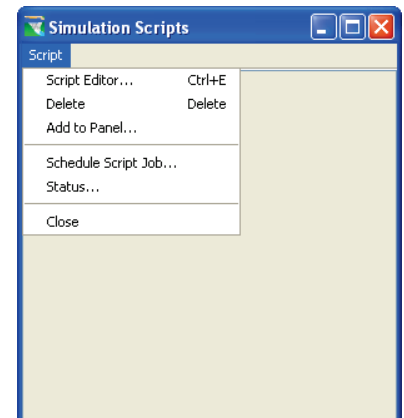 Simulation Scripts
Script
Script Editor... Ctrl+E
Delete Delete
Add to Panel...
Schedule Script Job...
Status...
Close